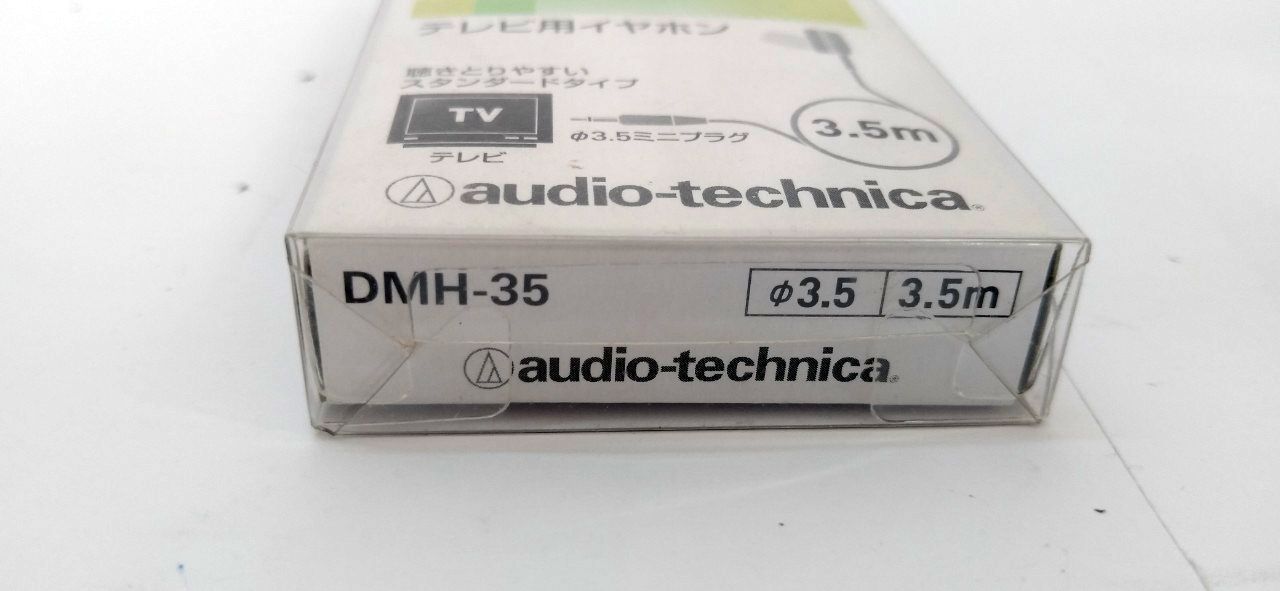 テレビ用イヤホン
聴きとりやすい
スタンダードタイプ
TV
テレビ
φ3.5ミニプラグ
3.5m
audio-technica®
DMH-35
φ3.5 3.5m
audio-technica®